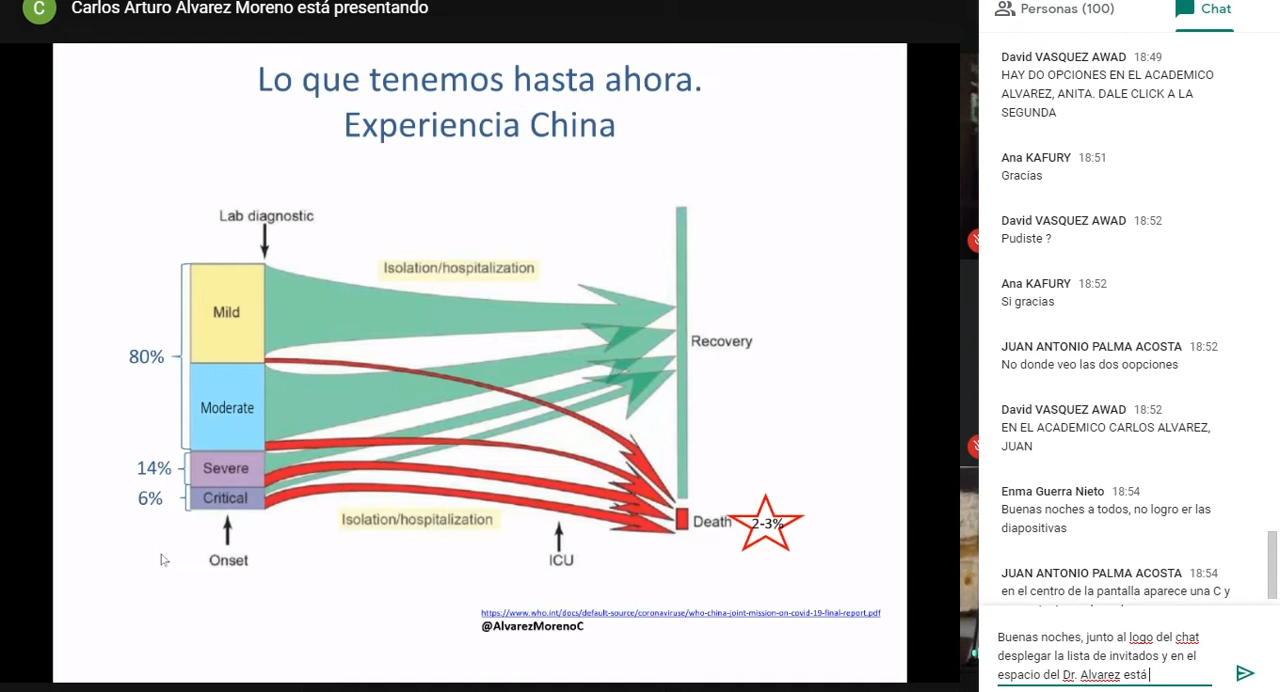 C
Carlos Arturo Alvarez Moreno está presentando
Personas (100)
Chat
Lo que tenemos hasta ahora.
Experiencia China
Lab diagnostic
Isolation/hospitalization
Mild
80%
Recovery
Moderate
14%
Severe
6%
Critical
Isolation/hospitalization
Death
2-3%
Onset
ICU
https://www.who.int/docs/default-source/coronaviruse/who-china-joint-mission-on-covid-19-final-report.pdf
@AlvarezMorenoC
David VASQUEZ AWAD 18:49
HAY DO OPCIONES EN EL ACADEMICO
ALVAREZ, ANITA. DALE CLICK A LA
SEGUNDA
Ana KAFURY 18:51
Gracias
David VASQUEZ AWAD 18:52
Pudiste ?
Ana KAFURY 18:52
Si gracias
JUAN ANTONIO PALMA ACOSTA 18:52
No donde veo las dos oopciones
David VASQUEZ AWAD 18:52
EN EL ACADEMICO CARLOS ALVAREZ,
JUAN
Enma Guerra Nieto 18:54
Buenas noches a todos, no logro er las
diapositivas
JUAN ANTONIO PALMA ACOSTA 18:54
en el centro de la pantalla aparece una C y
Buenas noches, junto al logo del chat
desplegar la lista de invitados y en el
espacio del Dr. Alvarez está